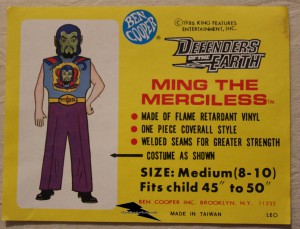 BEN
COOPER
©1986 KING FEATURES
ENTERTAINMENT, INC.
DEFENDERS
OF THE EARTH
MING THE
MERCILESS™
● MADE OF FLAME RETARDANT VINYL
● ONE PIECE COVERALL STYLE
● WELDED SEAMS FOR GREATER STRENGTH
COSTUME AS SHOWN
SIZE: Medium (8-10)
Fits child 45" to 50"
BEN COOPER INC. BROOKLYN, N.Y. 11232
MADE IN TAIWAN